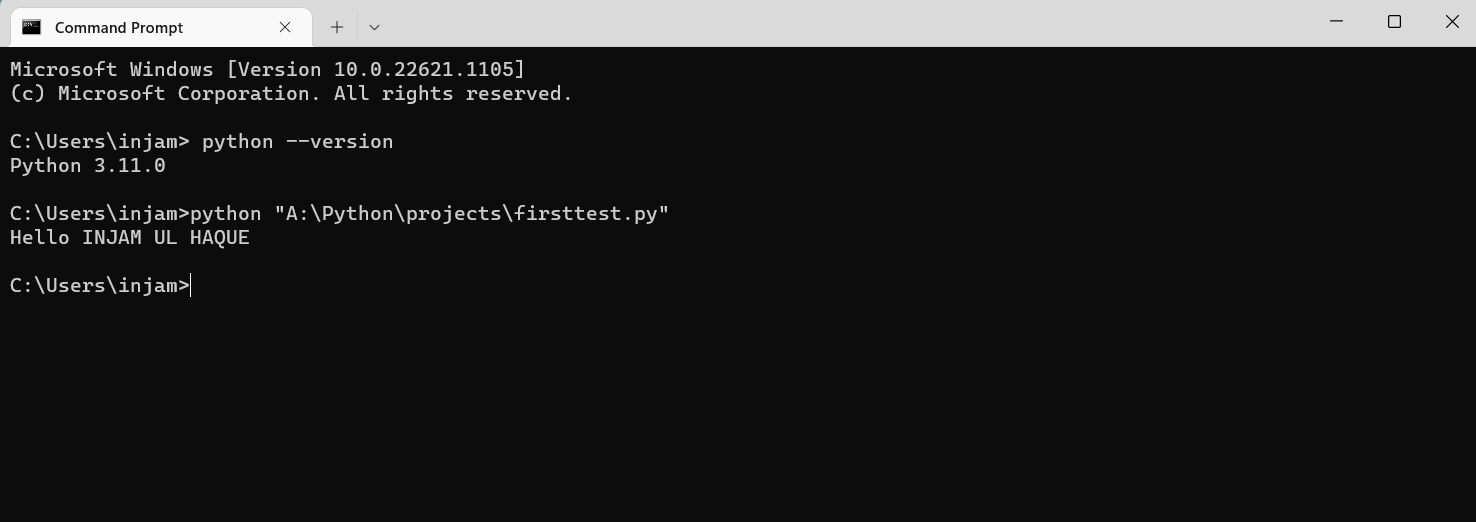 Command Prompt
Microsoft Windows [Version 10.0.22621.1105]
(c) Microsoft Corporation. All rights reserved.
C:\Users\injam> python --version
Python 3.11.0
C:\Users\injam>python "A:\Python\projects\firsttest.py"
Hello INJAM UL HAQUE
C:\Users\injam>